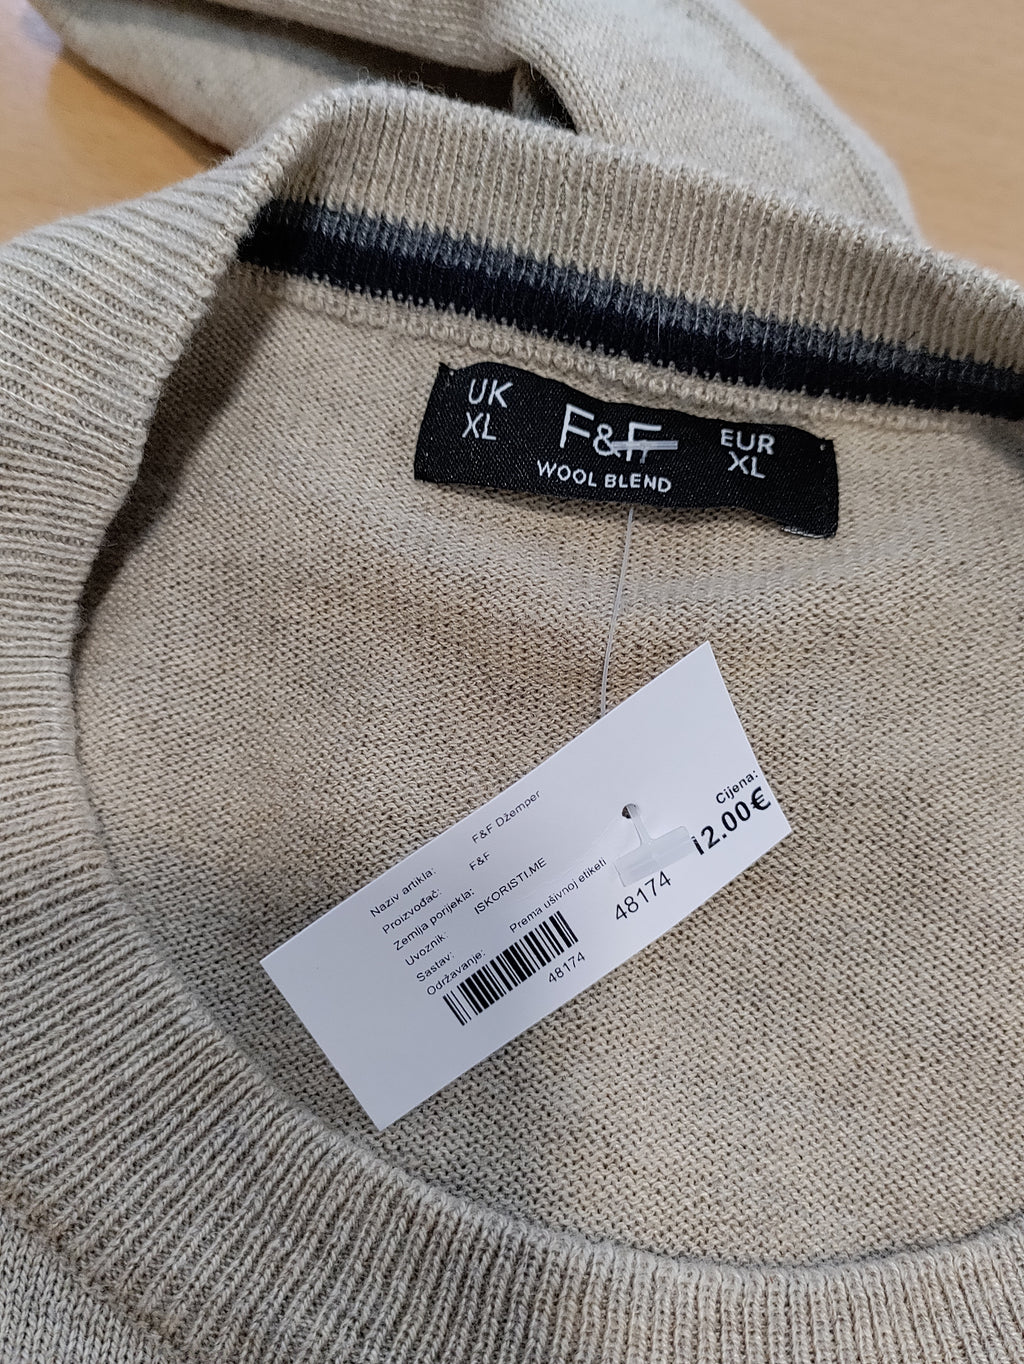 UK
XL
F&F
WOOL BLEND
EUR
XL
Naziv artikla: F&F Džemper
Proizvođač: F&F
Zemlja porijekla:
Uvoznik: ISKORISTI.ME
Sastav:
Održavanje: Prema ušivnoj etiketi
48174
48174
Cijena:
12.00€